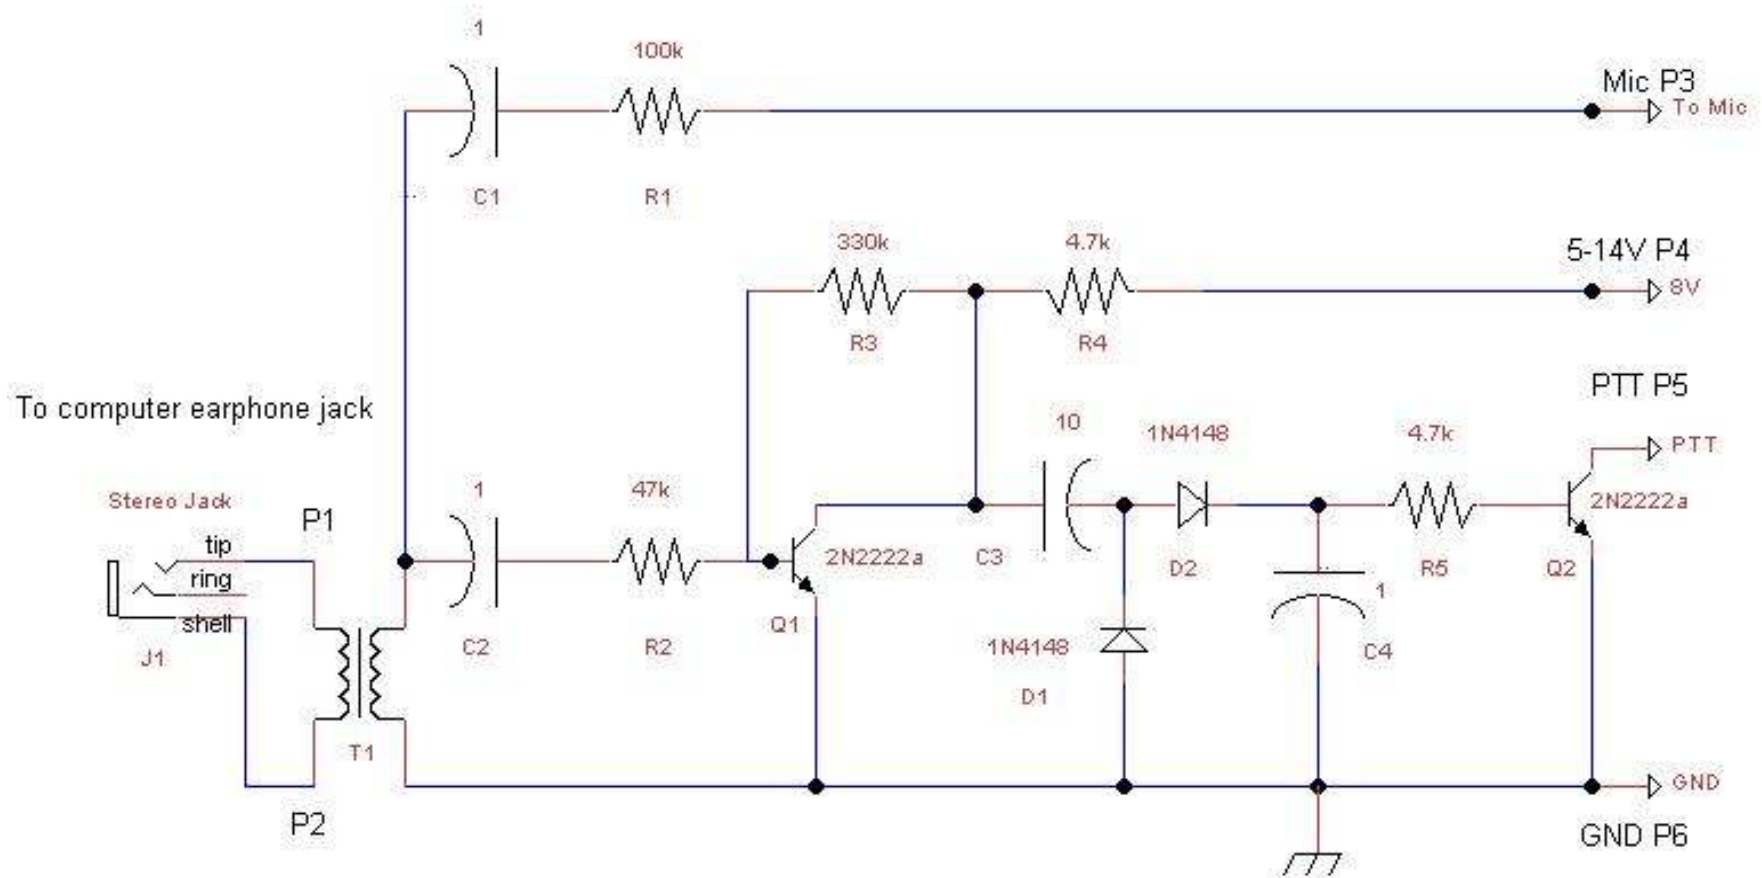 1
100k
Mic P3
To Mic
C1
R1
330k
4.7k
5-14V P4
8V
R3
R4
PTT P5
To computer earphone jack
10
1N4148
4.7k
PTT
Stereo Jack
P1
1
47k
2N2222a
tip
2N2222a
C3
D2
R5
Q2
ring
1
shell
Q1
J1
C2
R2
1N4148
C4
D1
T1
GND
P2
GND P6